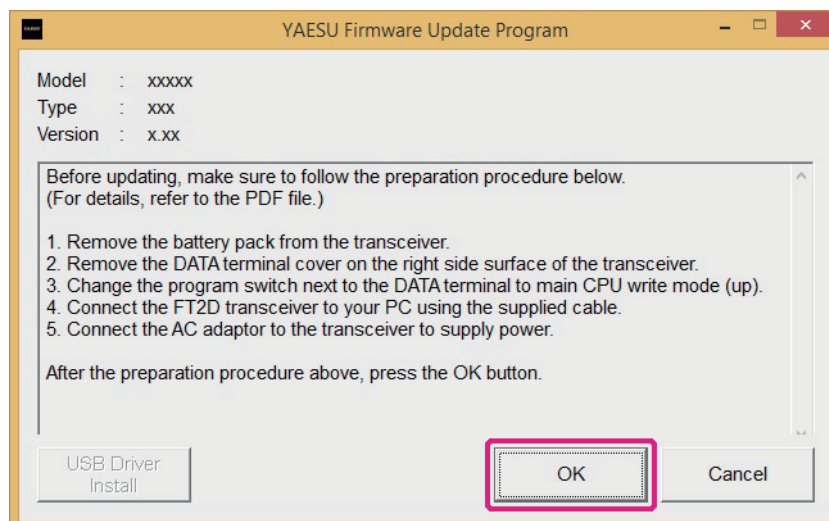 YAESU Firmware Update Program
Model : xxxxx
Type : xxx
Version : x.xx
Before updating, make sure to follow the preparation procedure below.
(For details, refer to the PDF file.)
1. Remove the battery pack from the transceiver.
2. Remove the DATA terminal cover on the right side surface of the transceiver.
3. Change the program switch next to the DATA terminal to main CPU write mode (up).
4. Connect the FT2D transceiver to your PC using the supplied cable.
5. Connect the AC adaptor to the transceiver to supply power.
After the preparation procedure above, press the OK button.
USB Driver
Install
OK
Cancel